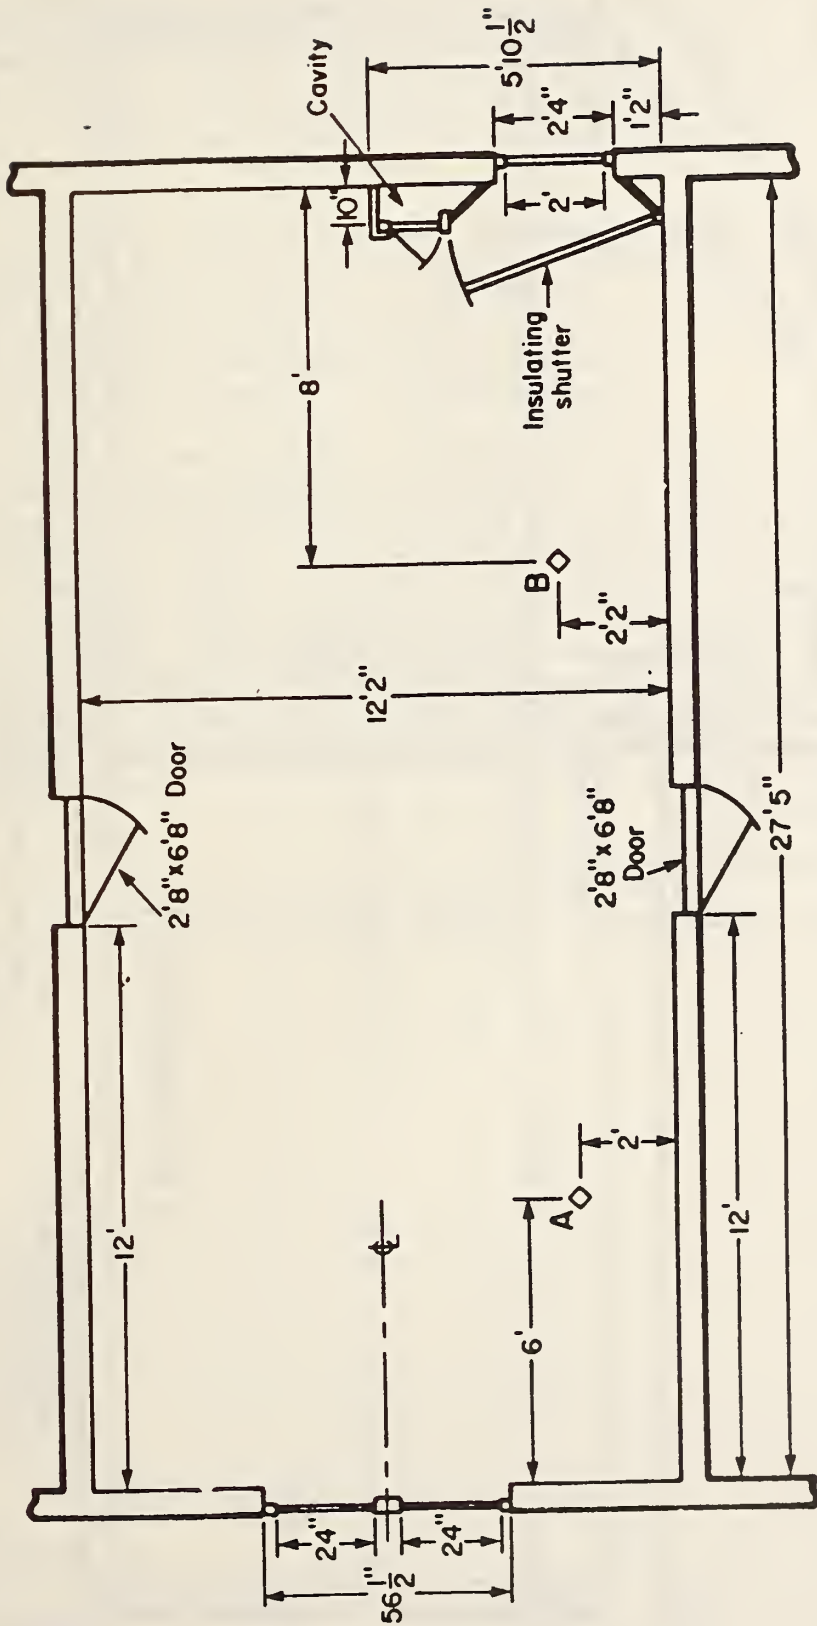 12'
2'8"x6'8" Door
8'
Cavity
24"
10"
12'2"
℄
56 1/2"
24"
5'10 1/2"
6'
Insulating
shutter
B
2'
A
2'4"
2'8"x6'8"
Door
2'2"
2'
1'2"
12'
27'5"